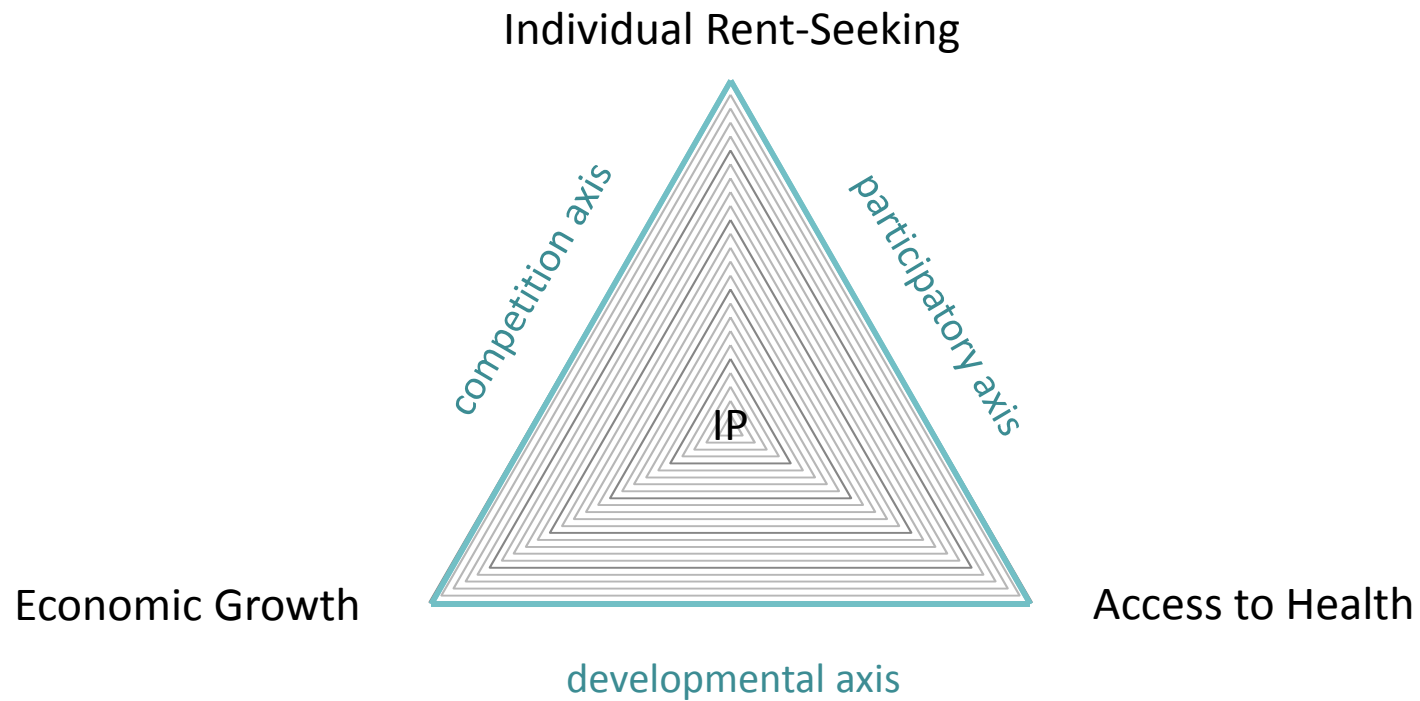 Individual Rent-Seeking
competition axis
participatory axis
IP
Economic Growth
Access to Health
developmental axis